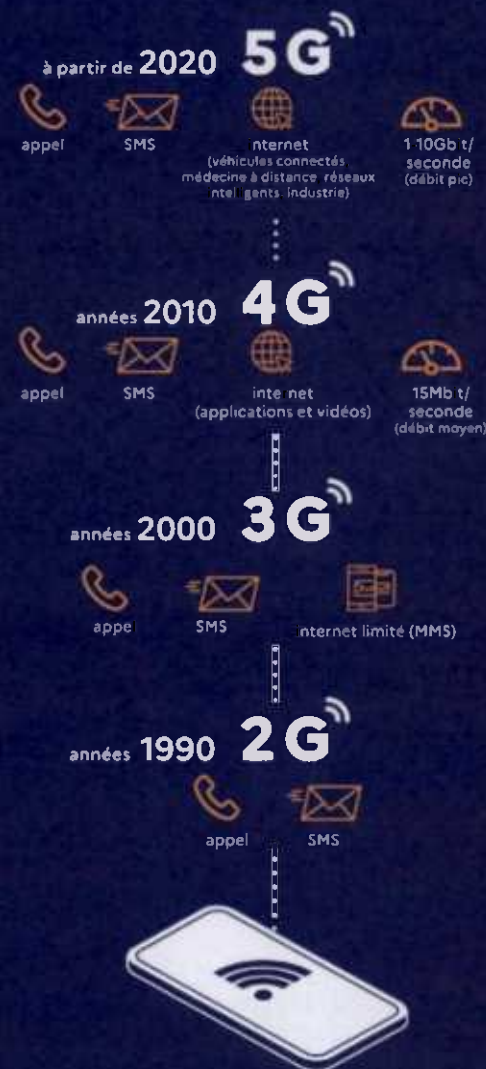 à partir de 2020 5G
appel SMS nternet 1 10Gb t/
(véhicules connectés seconde
médecine à distance réseaux (débit pic)
ntel gents industrie)
années 2010 4G
appel SMS inte net 15Mb t/
(applications et vidéos) seconde
(débit moyen)
années 2000 3G
appe SMS nternet limité (MMS)
années 1990 2G
appel SMS